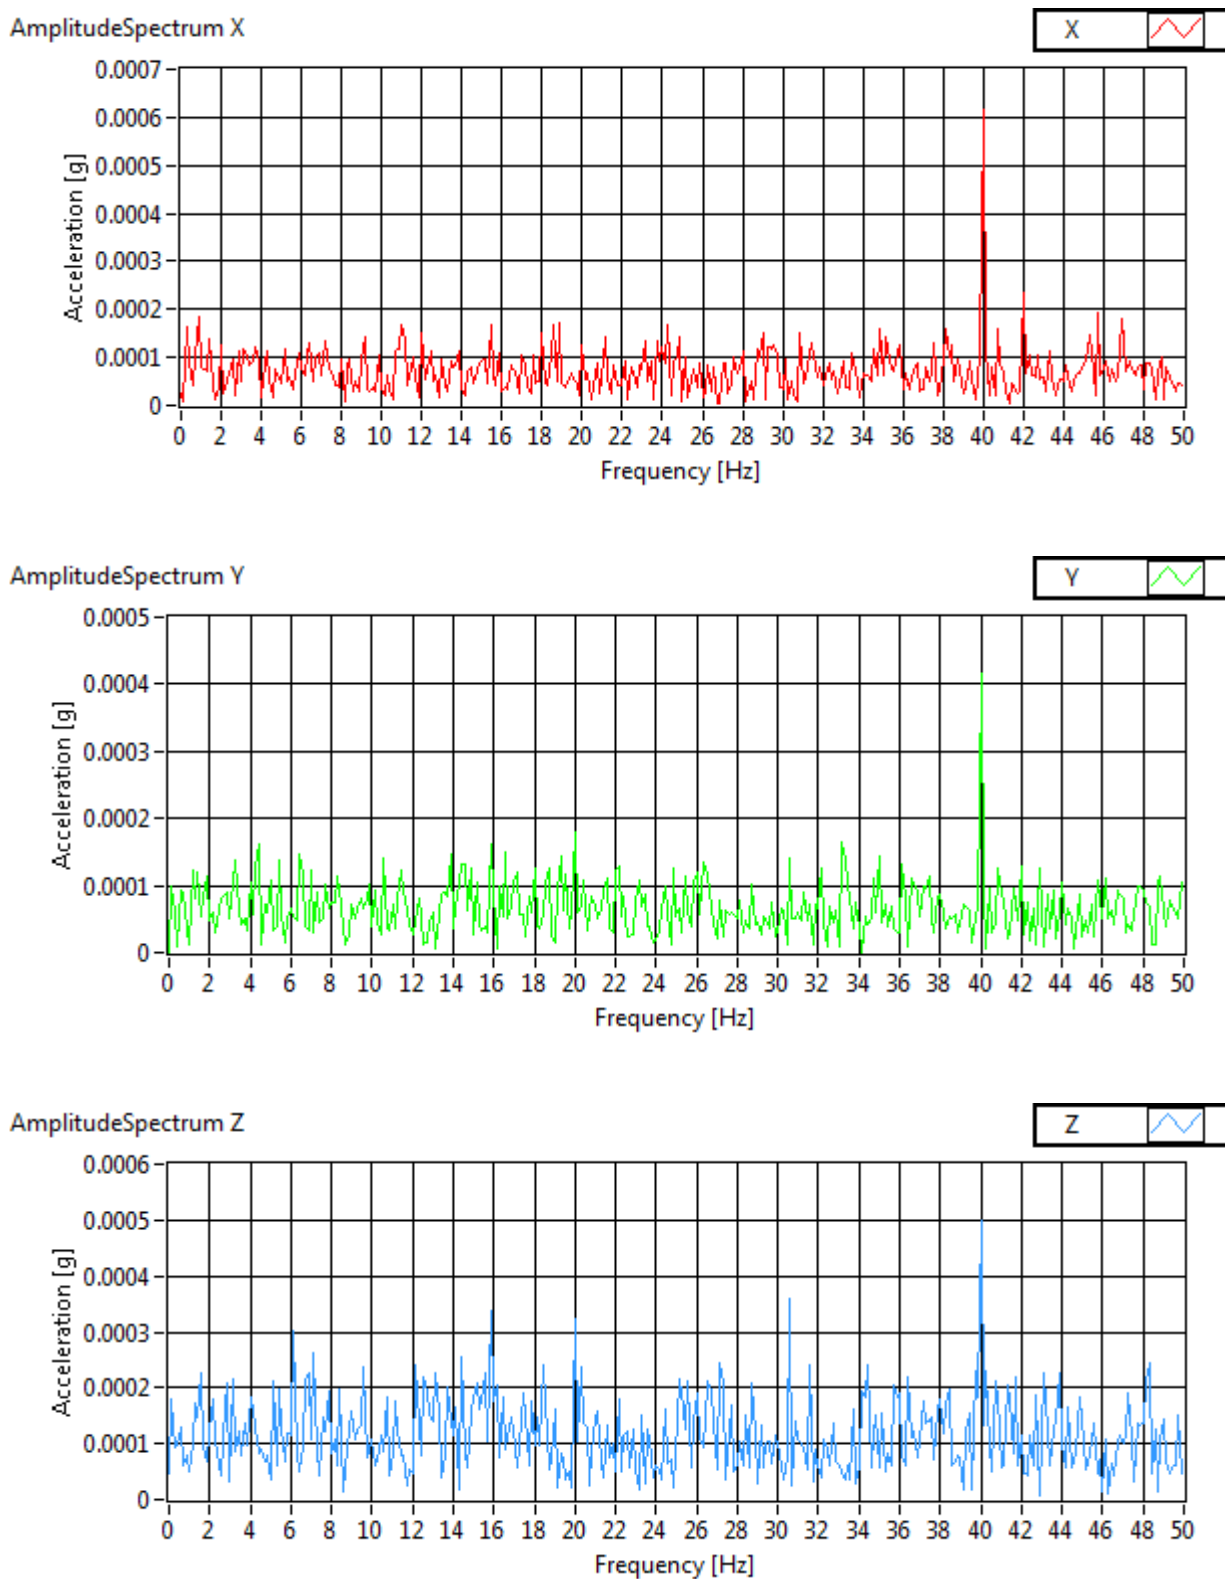 AmplitudeSpectrum X
X
0.0007
0.0006
0.0005
0.0004
0.0003
0.0002
0.0001
0
Acceleration [g]
0 2 4 6 8 10 12 14 16 18 20 22 24 26 28 30 32 34 36 38 40 42 44 46 48 50
Frequency [Hz]
AmplitudeSpectrum Y
Y
0.0005
0.0004
0.0003
0.0002
0.0001
0
Acceleration [g]
0 2 4 6 8 10 12 14 16 18 20 22 24 26 28 30 32 34 36 38 40 42 44 46 48 50
Frequency [Hz]
AmplitudeSpectrum Z
Z
0.0006
0.0005
0.0004
0.0003
0.0002
0.0001
0
Acceleration [g]
0 2 4 6 8 10 12 14 16 18 20 22 24 26 28 30 32 34 36 38 40 42 44 46 48 50
Frequency [Hz]